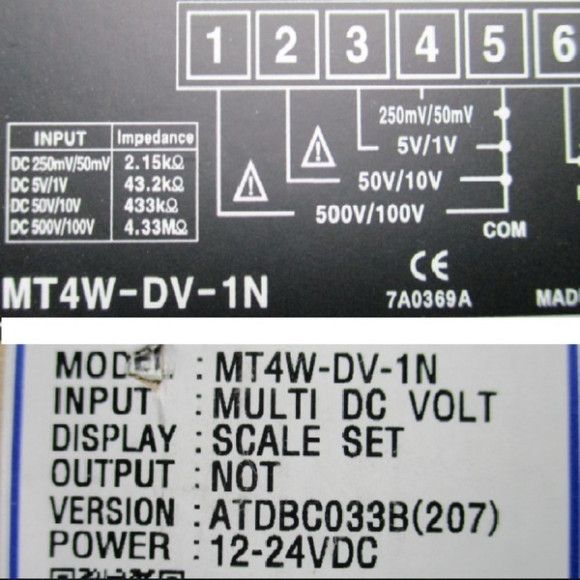 1 2 3 4 5 6
250mV/50mV
5V/1V
50V/10V
500V/100V
COM
INPUT Impedance
DC 250mV/50mV 2.15kΩ
DC 5V/1V 43.2kΩ
DC 50V/10V 433kΩ
DC 500V/100V 4.33MΩ
MT4W-DV-1N
CE
7A0369A
MAD
MODEL : MT4W-DV-1N
INPUT : MULTI DC VOLT
DISPLAY : SCALE SET
OUTPUT : NOT
VERSION : ATDBC033B(207)
POWER : 12-24VDC